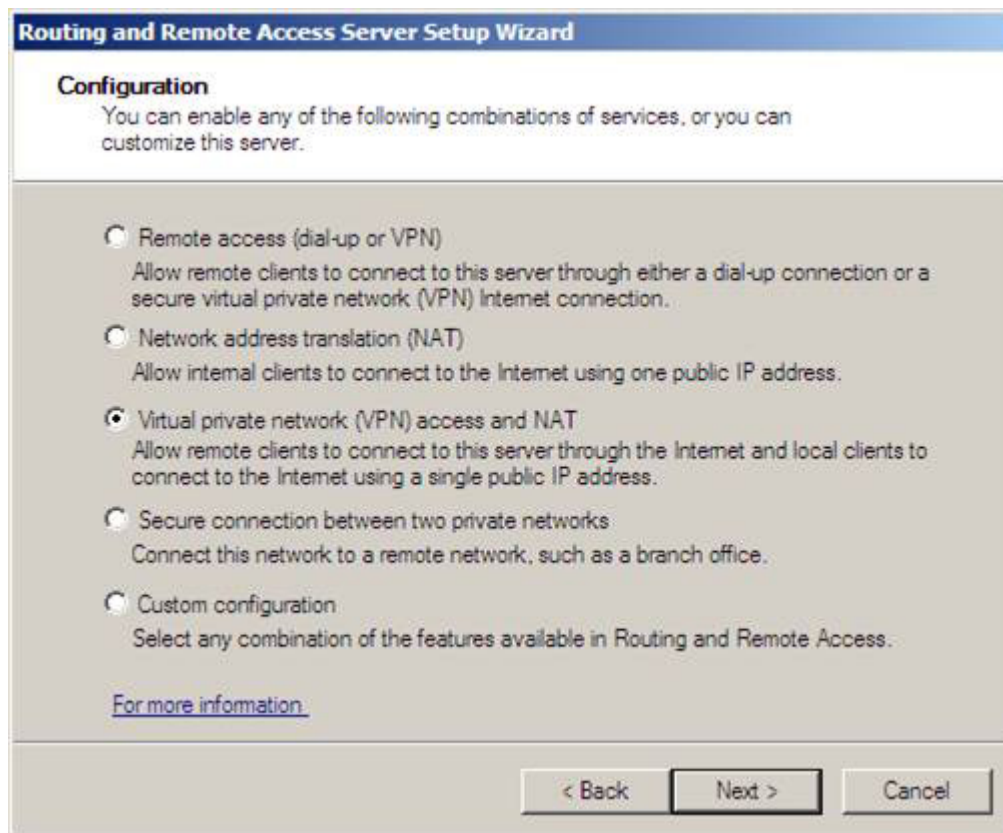 Routing and Remote Access Server Setup Wizard
Configuration
You can enable any of the following combinations of services, or you can
customize this server.
Remote access (dial-up or VPN)
Allow remote clients to connect to this server through either a dial-up connection or a
secure virtual private network (VPN) Internet connection.
Network address translation (NAT)
Allow internal clients to connect to the Internet using one public IP address.
Virtual private network (VPN) access and NAT
Allow remote clients to connect to this server through the Internet and local clients to
connect to the Internet using a single public IP address.
Secure connection between two private networks
Connect this network to a remote network, such as a branch office.
Custom configuration
Select any combination of the features available in Routing and Remote Access.
For more information
< Back Next > Cancel